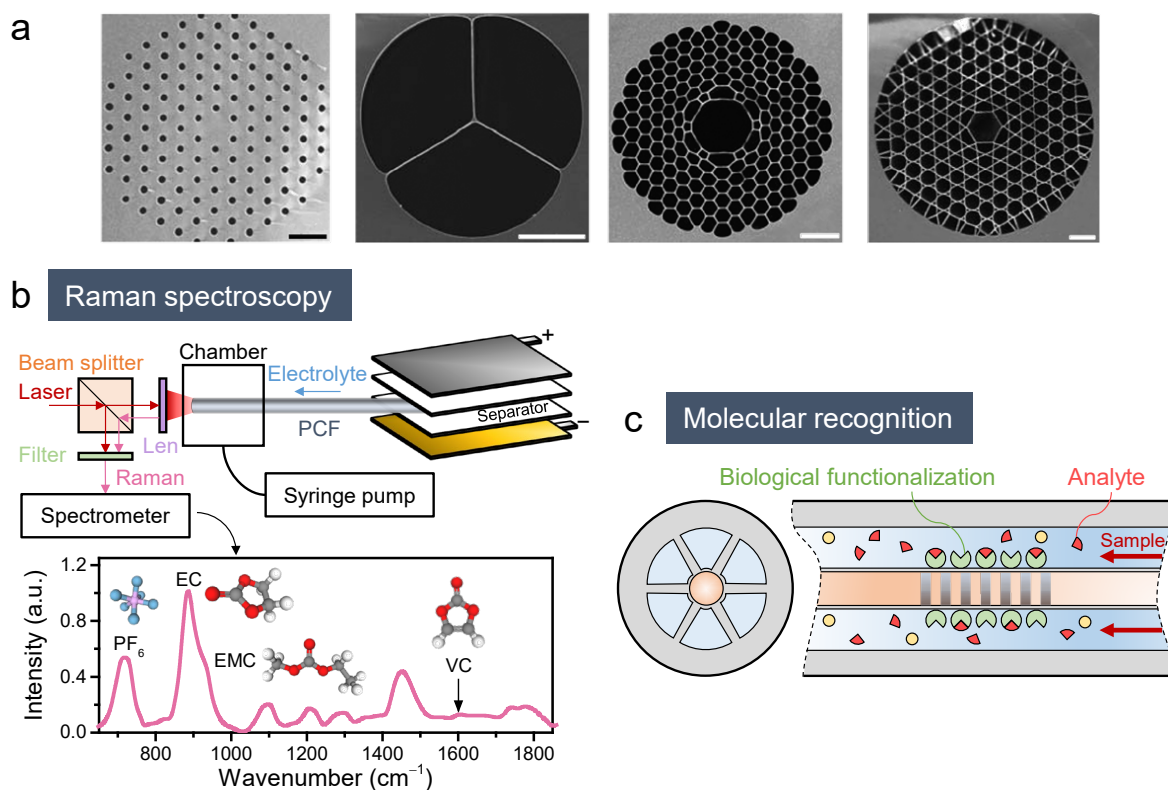 a
b
Raman spectroscopy
Beam splitter
Chamber
Laser
Electrolyte
+
Separator
−
PCF
Len
Filter
Raman
Syringe pump
Spectrometer
Intensity (a.u.)
1.2
0.8
0.4
0.0
PF6
EC
EMC
VC
800 1000 1200 1400 1600 1800
Wavenumber (cm⁻¹)
c
Molecular recognition
Biological functionalization
Analyte
Sample